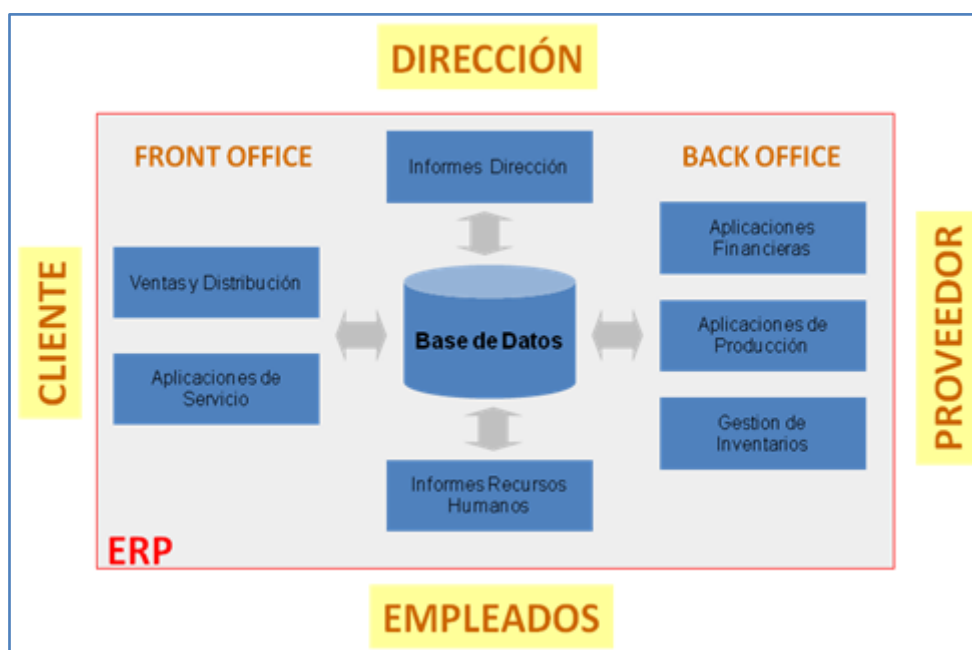 DIRECCIÓN
FRONT OFFICE
Informes Dirección
BACK OFFICE
Aplicaciones
Financieras
CLIENTE
Ventas y Distribución
Base de Datos
Aplicaciones de
Producción
PROVEEDOR
Aplicaciones de
Servicio
Gestion de
Inventarios
Informes Recursos
Humanos
ERP
EMPLEADOS